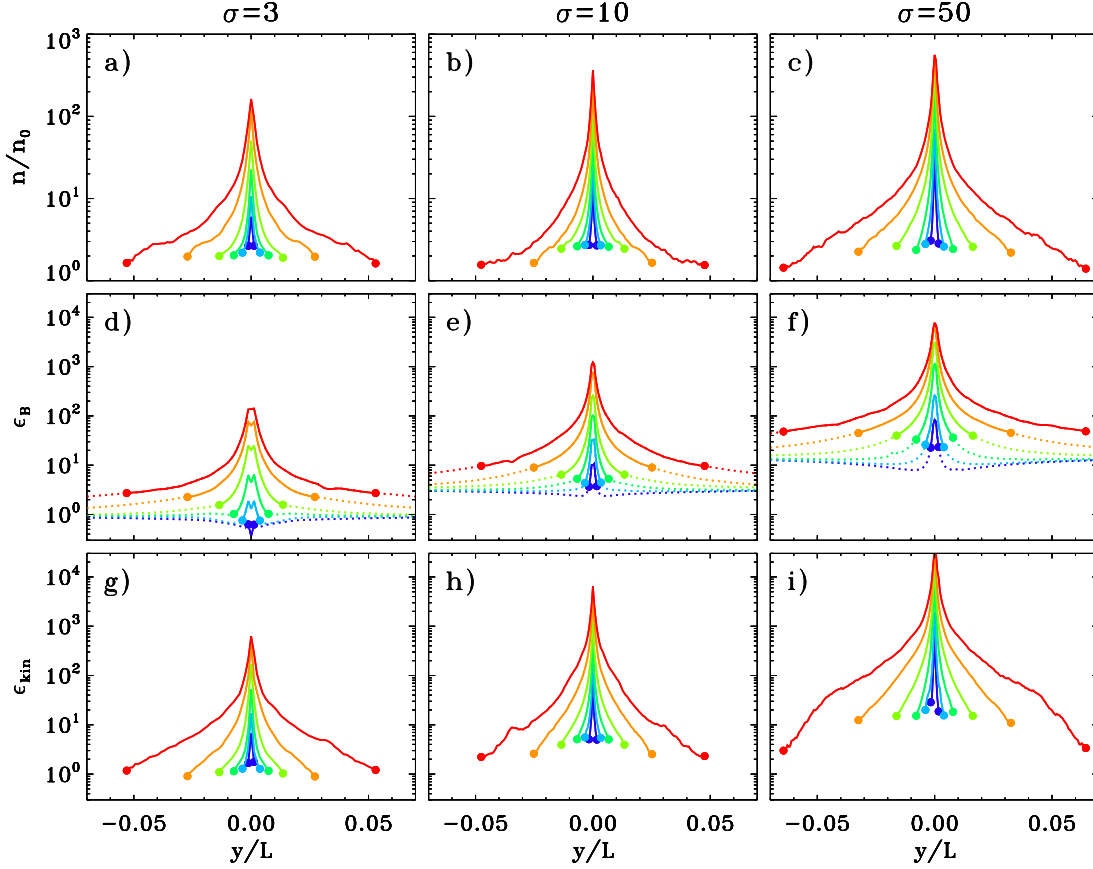 σ=3 σ=10 σ=50
a) b) c)
n/n₀
10³
10²
10¹
10⁰
d) e) f)
ϵ_B
10⁴
10³
10²
10¹
10⁰
g) h) i)
ϵ_kin
10⁴
10³
10²
10¹
10⁰
−0.05 0.00 0.05 −0.05 0.00 0.05 −0.05 0.00 0.05
y/L y/L y/L